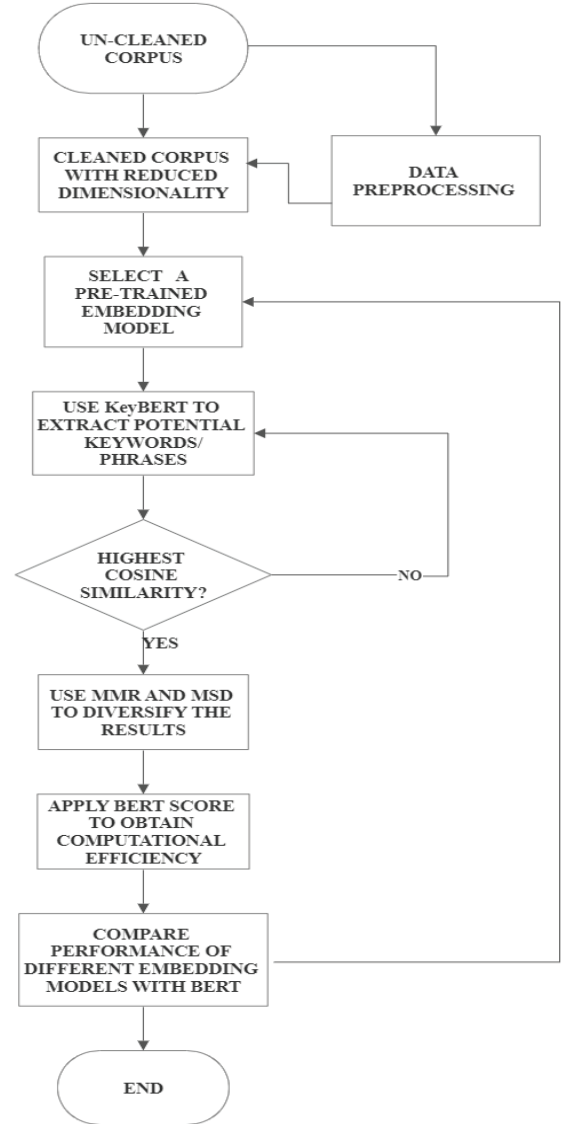 UN-CLEANED
CORPUS
CLEANED CORPUS
WITH REDUCED
DIMENSIONALITY
DATA
PREPROCESSING
SELECT A
PRE-TRAINED
EMBEDDING
MODEL
USE KeyBERT TO
EXTRACT POTENTIAL
KEYWORDS/
PHRASES
HIGHEST
COSINE
SIMILARITY?
NO
YES
USE MMR AND MSD
TO DIVERSIFY THE
RESULTS
APPLY BERT SCORE
TO OBTAIN
COMPUTATIONAL
EFFICIENCY
COMPARE
PERFORMANCE OF
DIFFERENT EMBEDDING
MODELS WITH BERT
END